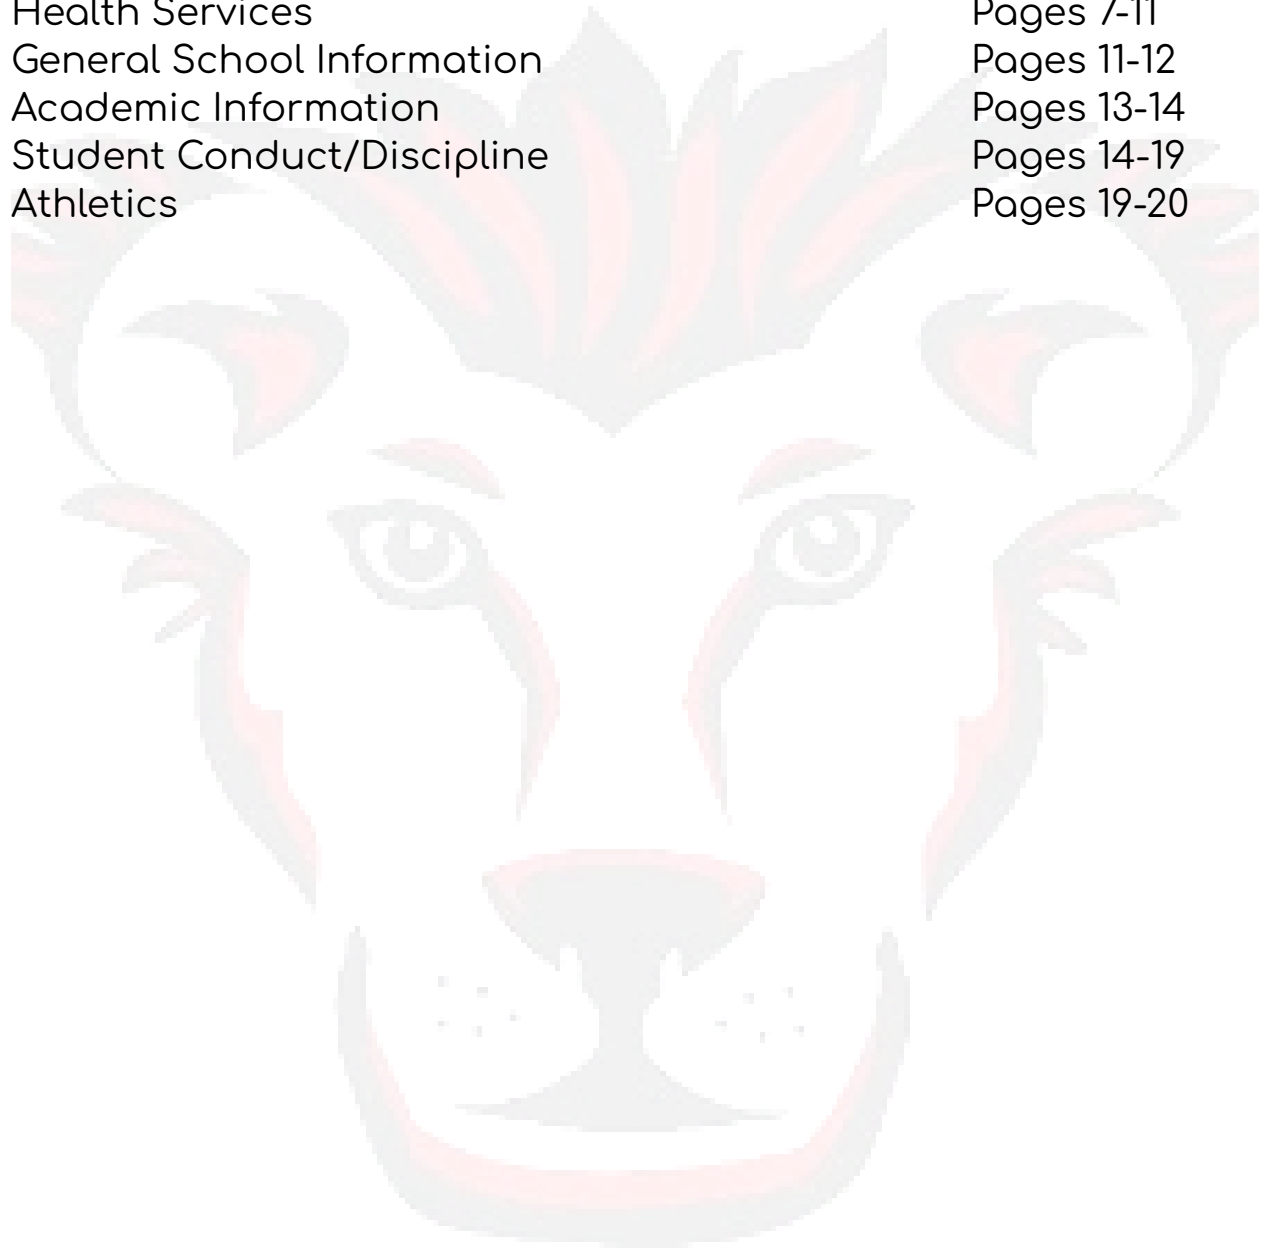 Health Services Pages 7-11
General School Information Pages 11-12
Academic Information Pages 13-14
Student Conduct/Discipline Pages 14-19
Athletics Pages 19-20